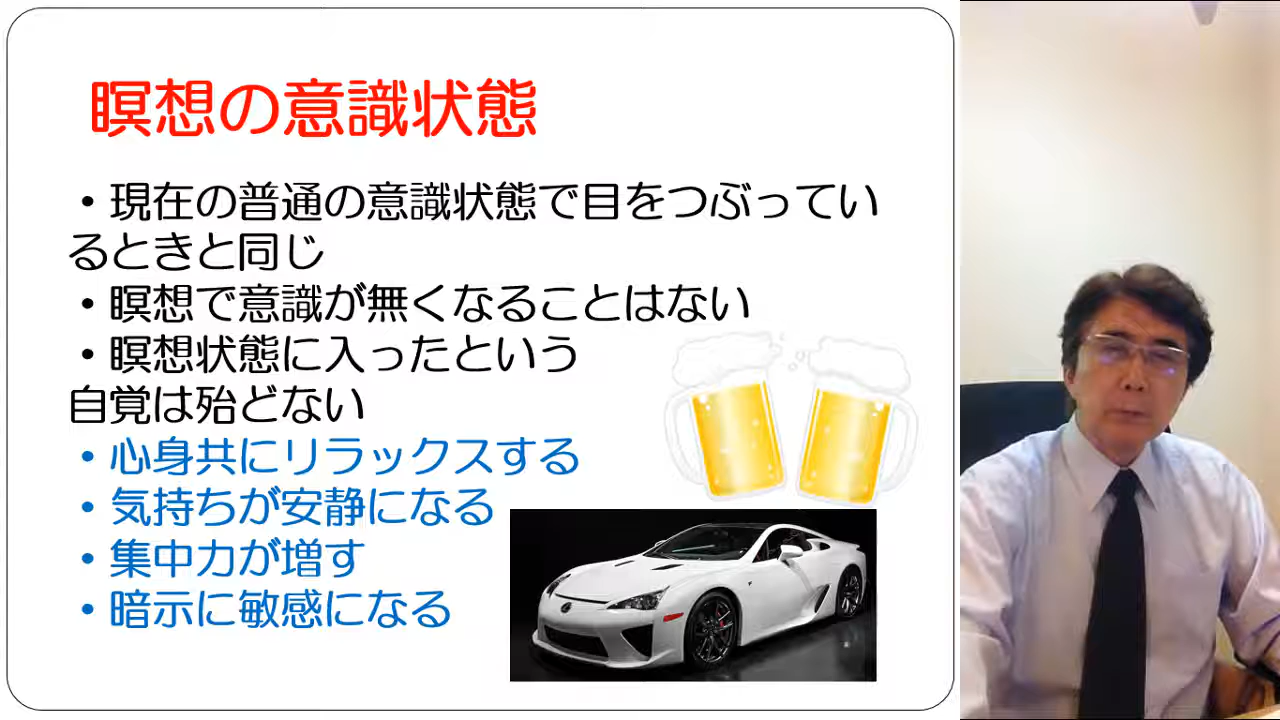 瞑想の意識状態
・現在の普通の意識状態で目をつぶってい
るときと同じ
・瞑想で意識が無くなることはない
・瞑想状態に入ったという
自覚は殆どない
・心身共にリラックスする
・気持ちが安静になる
・集中力が増す
・暗示に敏感になる